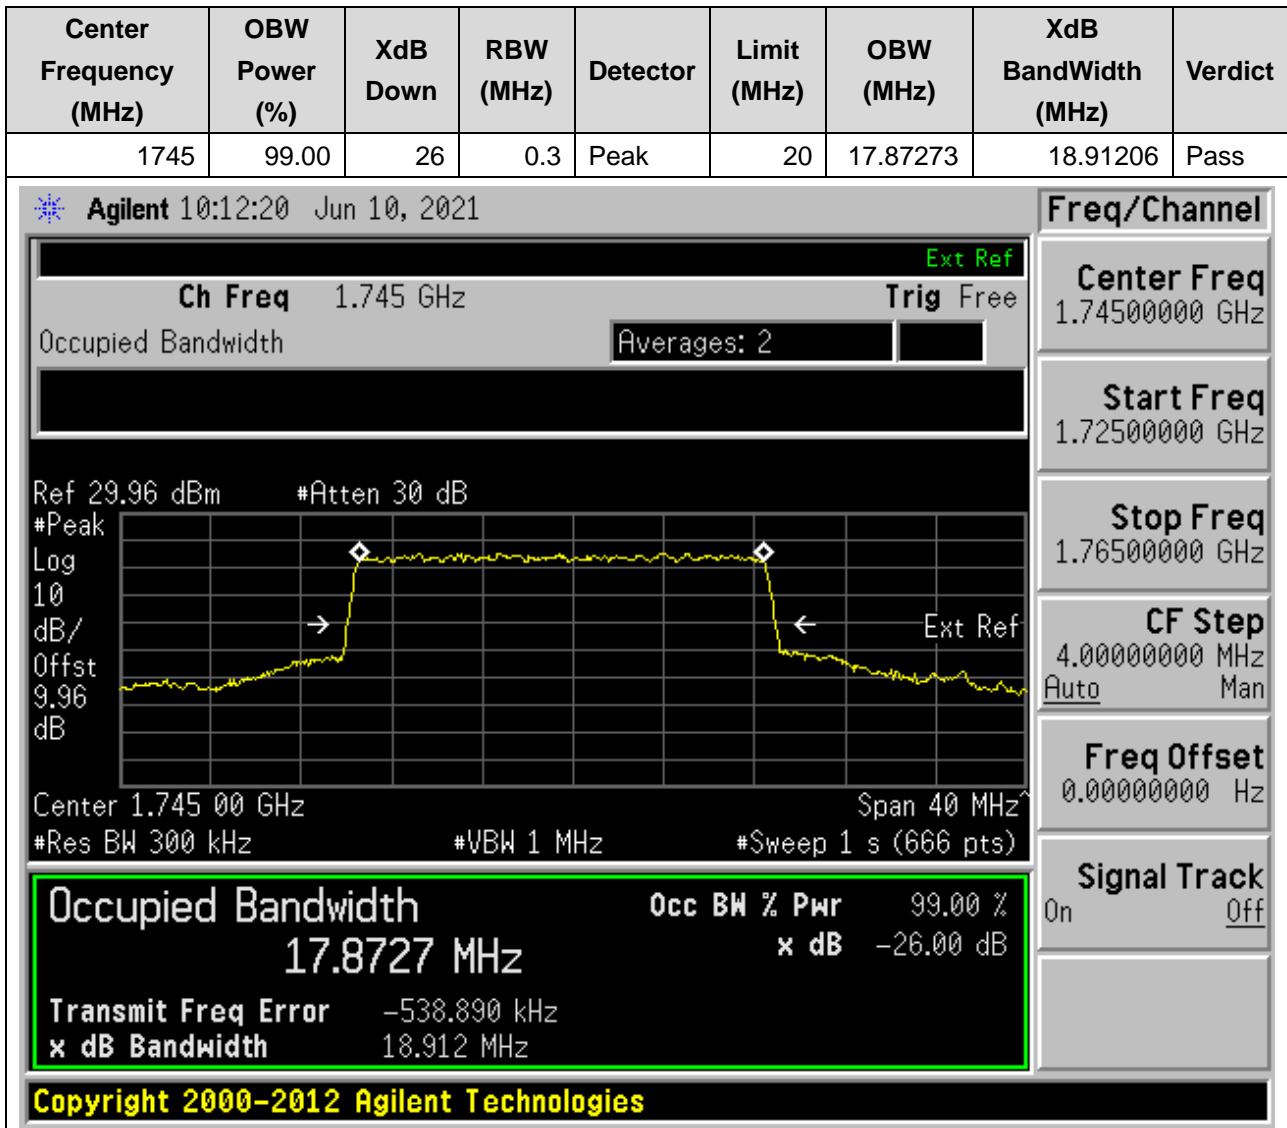 Center Frequency (MHz) OBW Power (%) XdB Down RBW (MHz) Detector Limit (MHz) OBW (MHz) XdB BandWidth (MHz) Verdict
1745 99.00 26 0.3 Peak 20 17.87273 18.91206 Pass
Agilent 10:12:20 Jun 10, 2021
Freq/Channel
Ext Ref
Ch Freq 1.745 GHz Trig Free
Occupied Bandwidth Averages: 2
Center Freq
1.74500000 GHz
Start Freq
1.72500000 GHz
Stop Freq
1.76500000 GHz
CF Step
4.00000000 MHz
Auto Man
Freq Offset
0.00000000 Hz
Signal Track
On Off
Ref 29.96 dBm #Atten 30 dB
#Peak
Log
10
dB/
Offst
9.96
dB
Ext Ref
Center 1.745 00 GHz Span 40 MHz^
#Res BW 300 kHz #VBW 1 MHz #Sweep 1 s (666 pts)
Occupied Bandwidth Occ BW % Pwr 99.00 %
17.8727 MHz x dB -26.00 dB
Transmit Freq Error -538.890 kHz
x dB Bandwidth 18.912 MHz
Copyright 2000-2012 Agilent Technologies